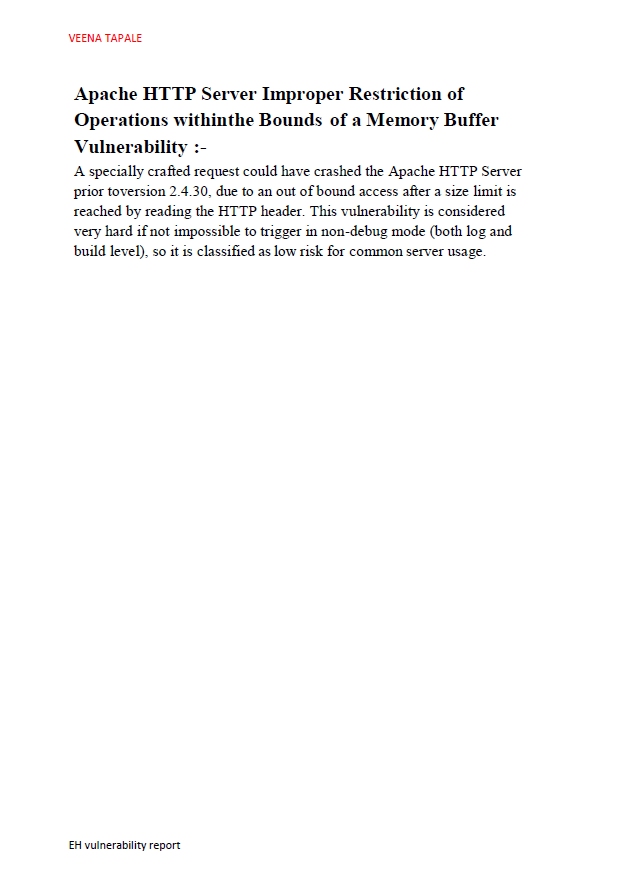 VEENA TAPALE
Apache HTTP Server Improper Restriction of
Operations withinthe Bounds of a Memory Buffer
Vulnerability :-
A specially crafted request could have crashed the Apache HTTP Server
prior toversion 2.4.30, due to an out of bound access after a size limit is
reached by reading the HTTP header. This vulnerability is considered
very hard if not impossible to trigger in non-debug mode (both log and
build level), so it is classified as low risk for common server usage.
EH vulnerability report